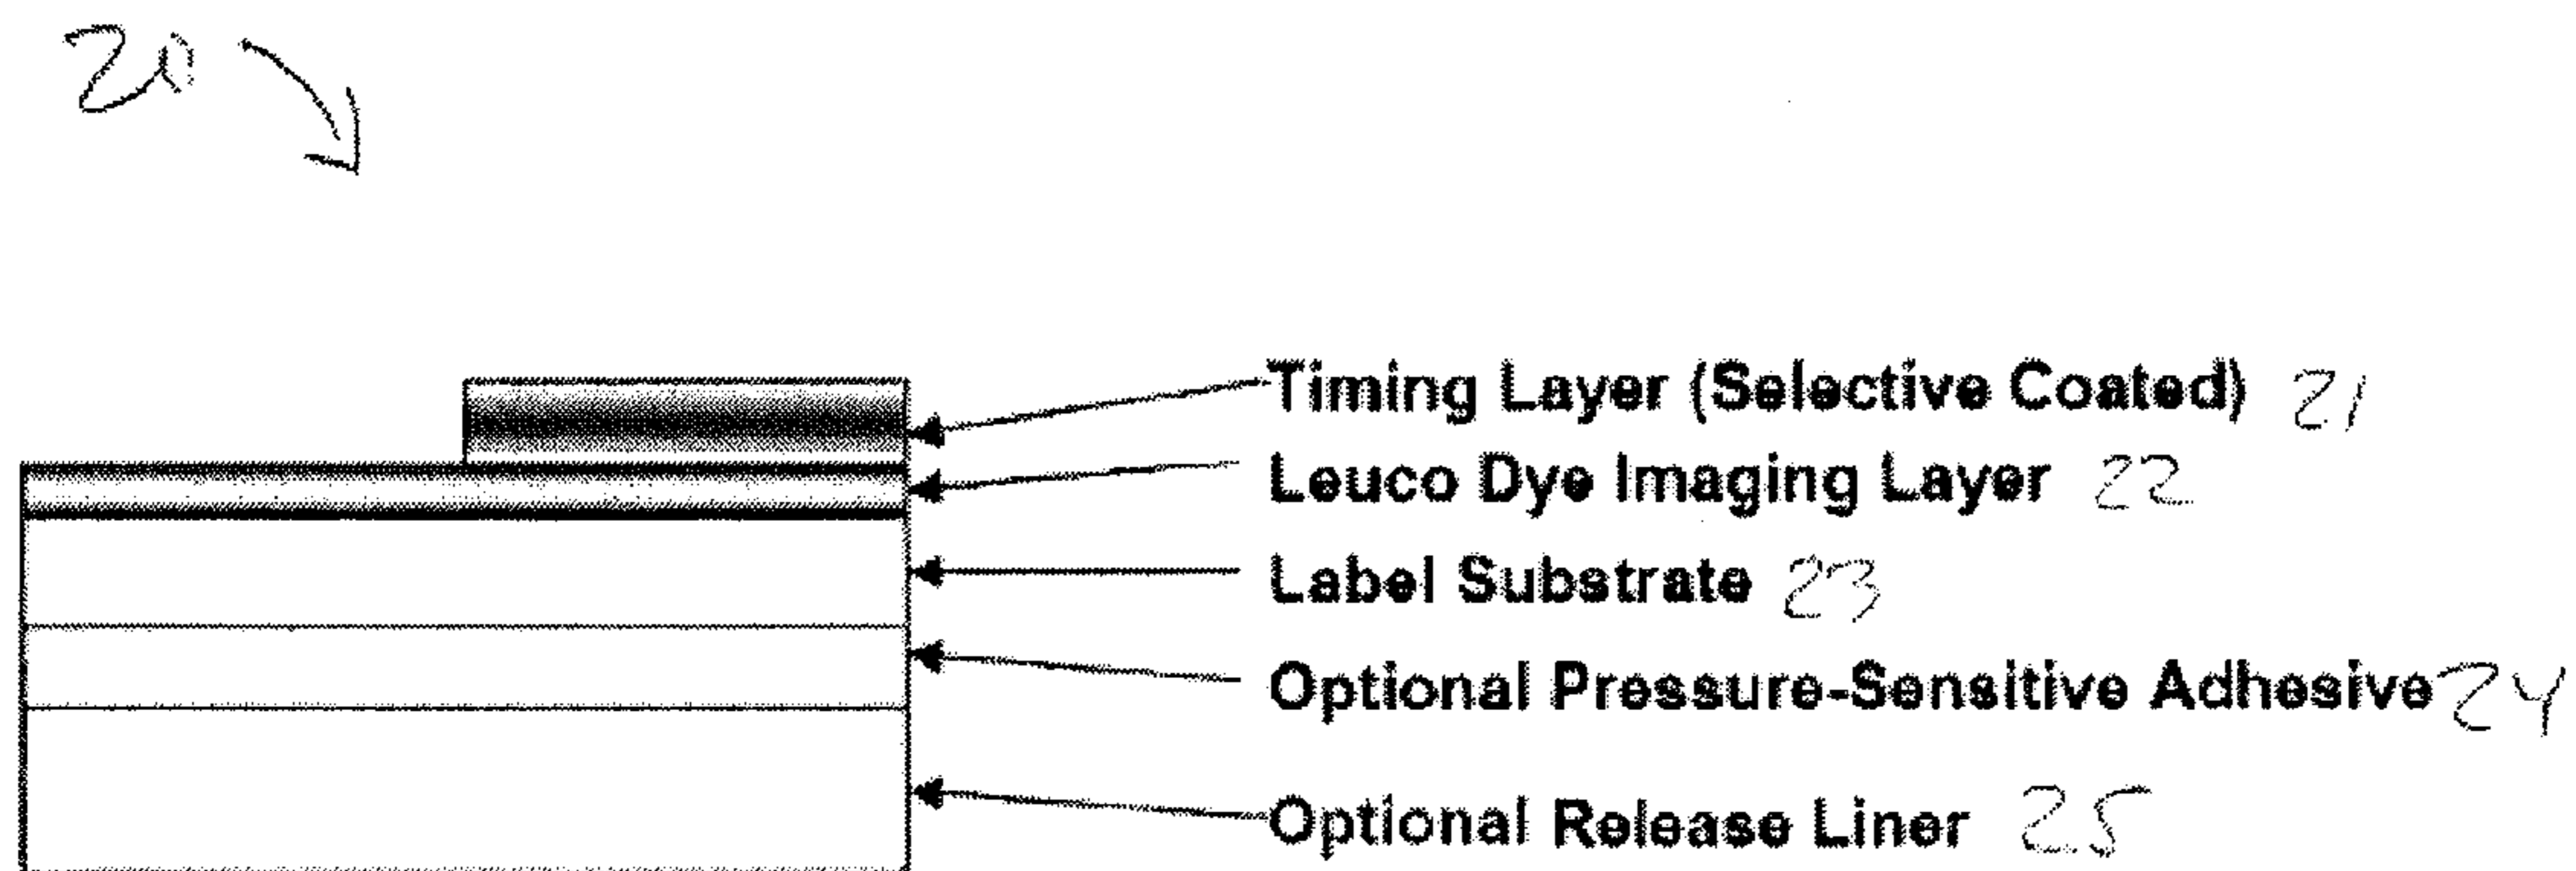 20
Timing Layer (Selective Coated) 21
Leuco Dye Imaging Layer 22
Label Substrate 23
Optional Pressure-Sensitive Adhesive 24
Optional Release Liner 25